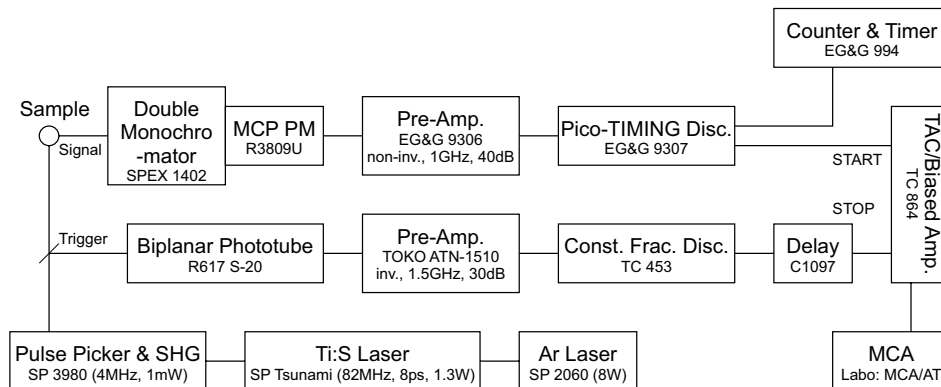 Counter & Timer
EG&G 994
Sample
Signal
Double
Monochro
-mator
SPEX 1402
MCP PM
R3809U
Pre-Amp.
EG&G 9306
non-inv., 1GHz, 40dB
Pico-TIMING Disc.
EG&G 9307
START
STOP
TAC/Biased Amp.
TC 864
Trigger
Biplanar Phototube
R617 S-20
Pre-Amp.
TOKO ATN-1510
inv., 1.5GHz, 30dB
Const. Frac. Disc.
TC 453
Delay
C1097
Pulse Picker & SHG
SP 3980 (4MHz, 1mW)
Ti:S Laser
SP Tsunami (82MHz, 8ps, 1.3W)
Ar Laser
SP 2060 (8W)
MCA
Labo: MCA/AT